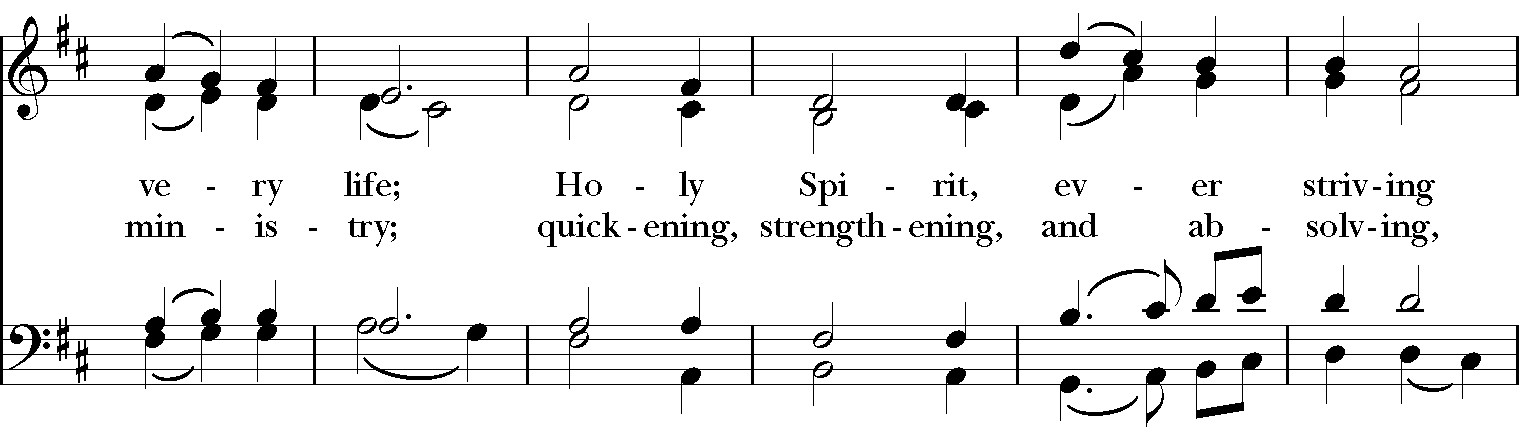 ve - ry life; Ho - ly Spi - rit, ev - er striv-ing
min - is - try; quick-ening, strength-ening, and ab - solv-ing,